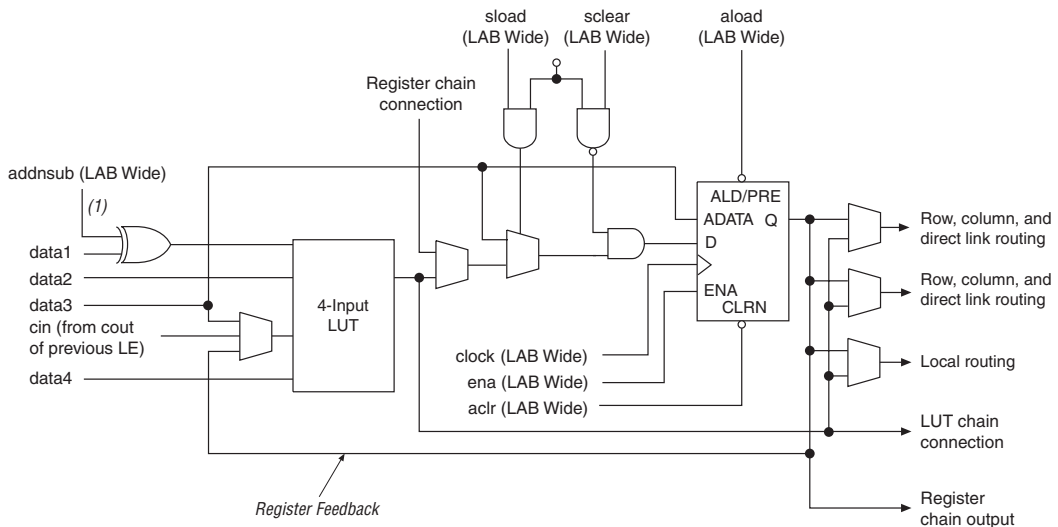 sload
(LAB Wide)
sclear
(LAB Wide)
aload
(LAB Wide)
Register chain
connection
addnsub (LAB Wide)
(1)
data1
data2
data3
cin (from cout
of previous LE)
data4
4-Input
LUT
ALD/PRE
ADATA Q
D
ENA
CLRN
clock (LAB Wide)
ena (LAB Wide)
aclr (LAB Wide)
Row, column, and
direct link routing
Row, column, and
direct link routing
Local routing
LUT chain
connection
Register
chain output
Register Feedback